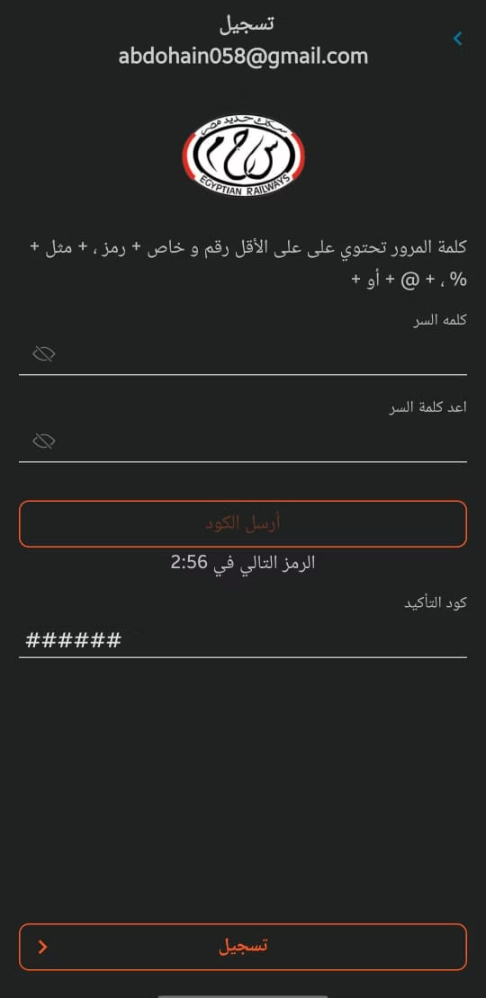 تسجيل
abdohain058@gmail.com
سكك حديد مصر
س ح م
EGYPTIAN RAILWAYS
كلمة المرور تحتوي على على الأقل رقم و خاص + رمز ، + مثل +
% ، + @ + أو +
كلمه السر
اعد كلمة السر
أرسل الكود
الرمز التالي في 2:56
كود التأكيد
######
تسجيل